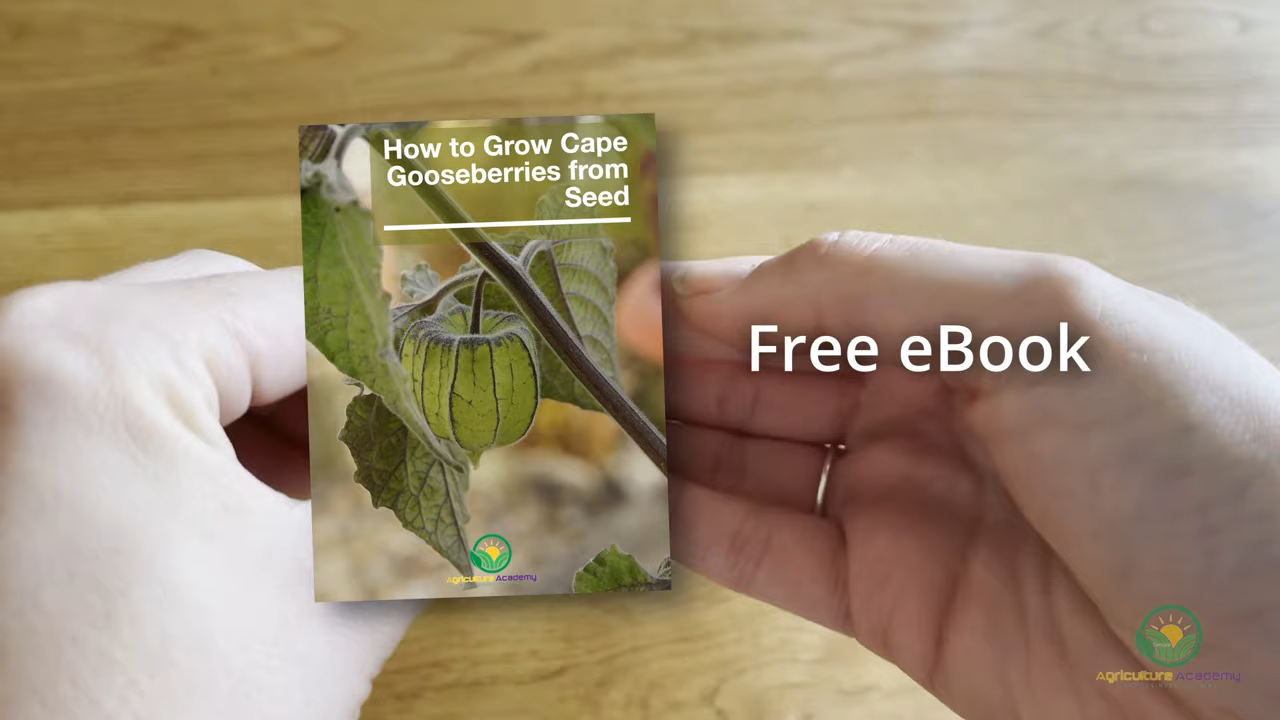 How to Grow Cape
Gooseberries from
Seed
Free eBook
Agriculture Academy
Agriculture Academy